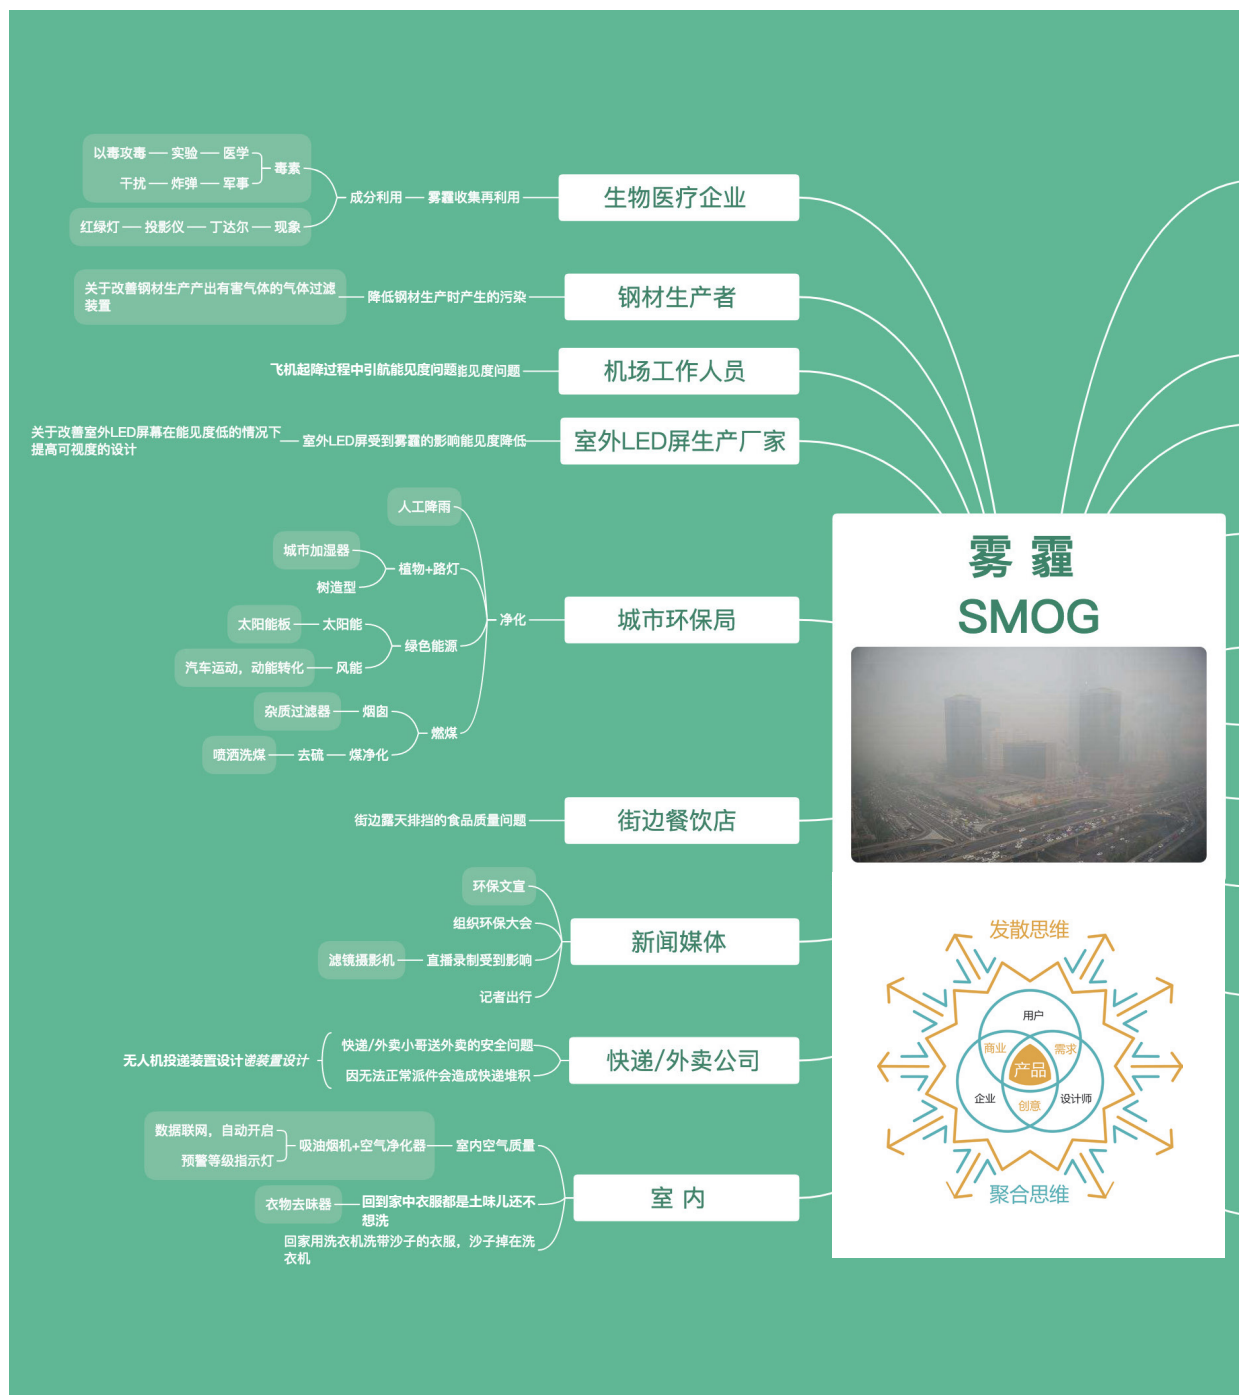 以毒攻毒
实验
医学
毒素
干扰
炸弹
军事
成分利用
雾霾收集再利用
生物医疗企业
红绿灯
投影仪
丁达尔
现象
关于改善钢材生产产出有害气体的气体过滤
装置
降低钢材生产时产生的污染
钢材生产者
飞机起降过程中引航能见度问题能见度问题
机场工作人员
关于改善室外LED屏幕在能见度低的情况下
提高可视度的设计
室外LED屏受到雾霾的影响能见度降低
室外LED屏生产厂家
人工降雨
城市加湿器
植物+路灯
树造型
净化
城市环保局
太阳能板
太阳能
绿色能源
汽车运动，动能转化
风能
杂质过滤器
烟囱
燃煤
喷洒洗煤
去硫
煤净化
街边露天排挡的食品质量问题
街边餐饮店
环保文宣
组织环保大会
新闻媒体
滤镜摄影机
直播录制受到影响
记者出行
无人机投递装置设计递装置设计
快递/外卖小哥送外卖的安全问题
因无法正常派件会造成快递堆积
快递/外卖公司
数据联网，自动开启
预警等级指示灯
吸油烟机+空气净化器
室内空气质量
衣物去味器
回到家中衣服都是土味儿还不
想洗
室 内
回家用洗衣机洗带沙子的衣服，沙子掉在洗
衣机
雾 霾
SMOG
发散思维
用户
商业
需求
产品
企业
创意
设计师
聚合思维